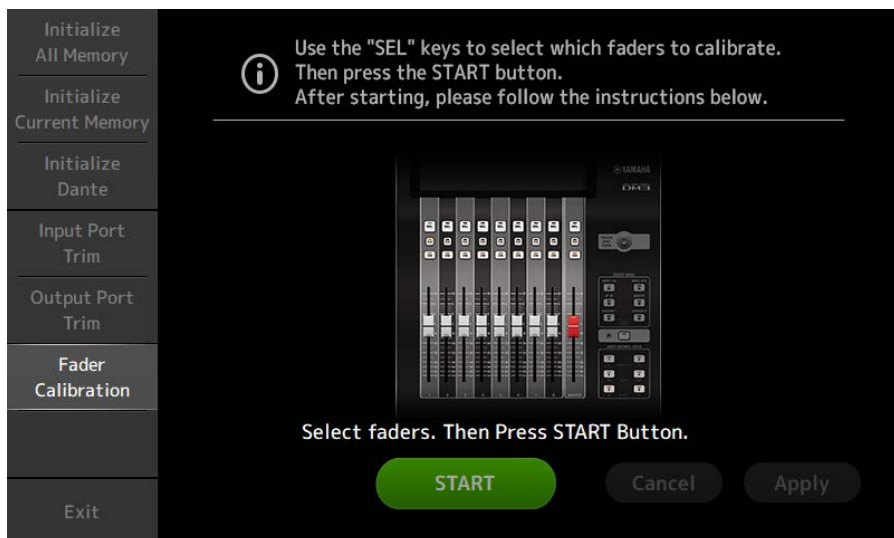 Initialize
All Memory
Initialize
Current Memory
Initialize
Dante
Input Port
Trim
Output Port
Trim
Fader
Calibration
Exit
Use the "SEL" keys to select which faders to calibrate.
Then press the START button.
After starting, please follow the instructions below.
YAMAHA
DM3
Select faders. Then Press START Button.
START
Cancel
Apply